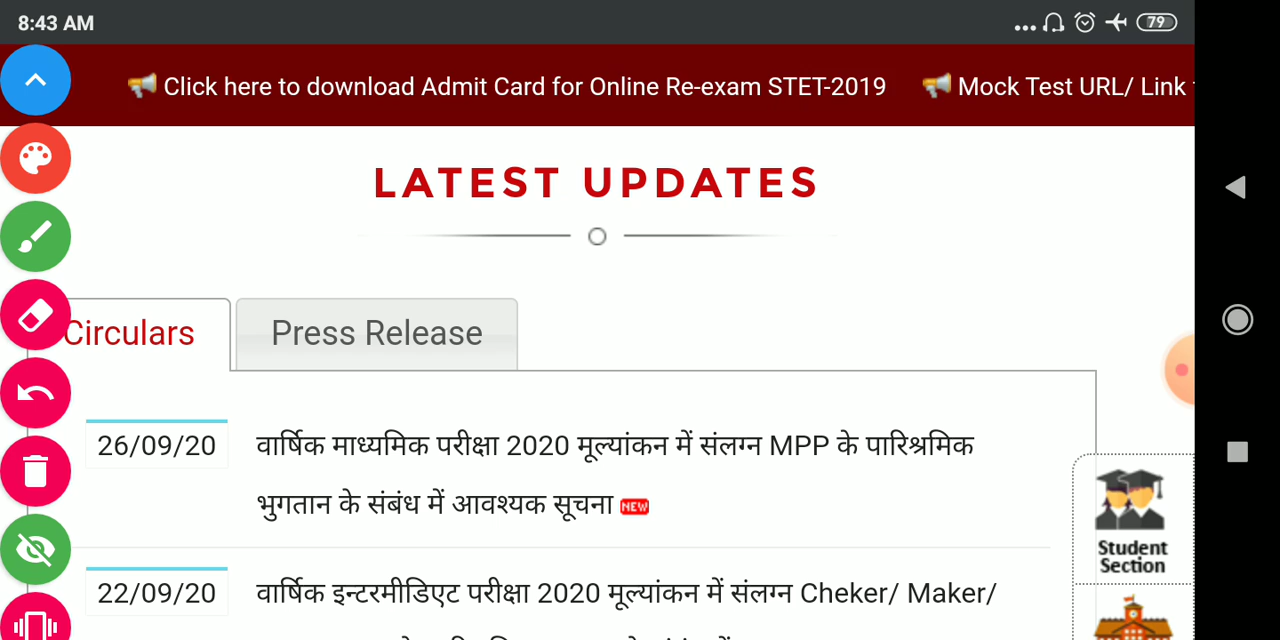 8:43 AM
79
Click here to download Admit Card for Online Re-exam STET-2019
Mock Test URL/ Link
LATEST UPDATES
Circulars
Press Release
26/09/20
वार्षिक माध्यमिक परीक्षा 2020 मूल्यांकन में संलग्न MPP के पारिश्रमिक
भुगतान के संबंध में आवश्यक सूचना NEW
Student
Section
22/09/20
वार्षिक इन्टरमीडिएट परीक्षा 2020 मूल्यांकन में संलग्न Cheker/ Maker/